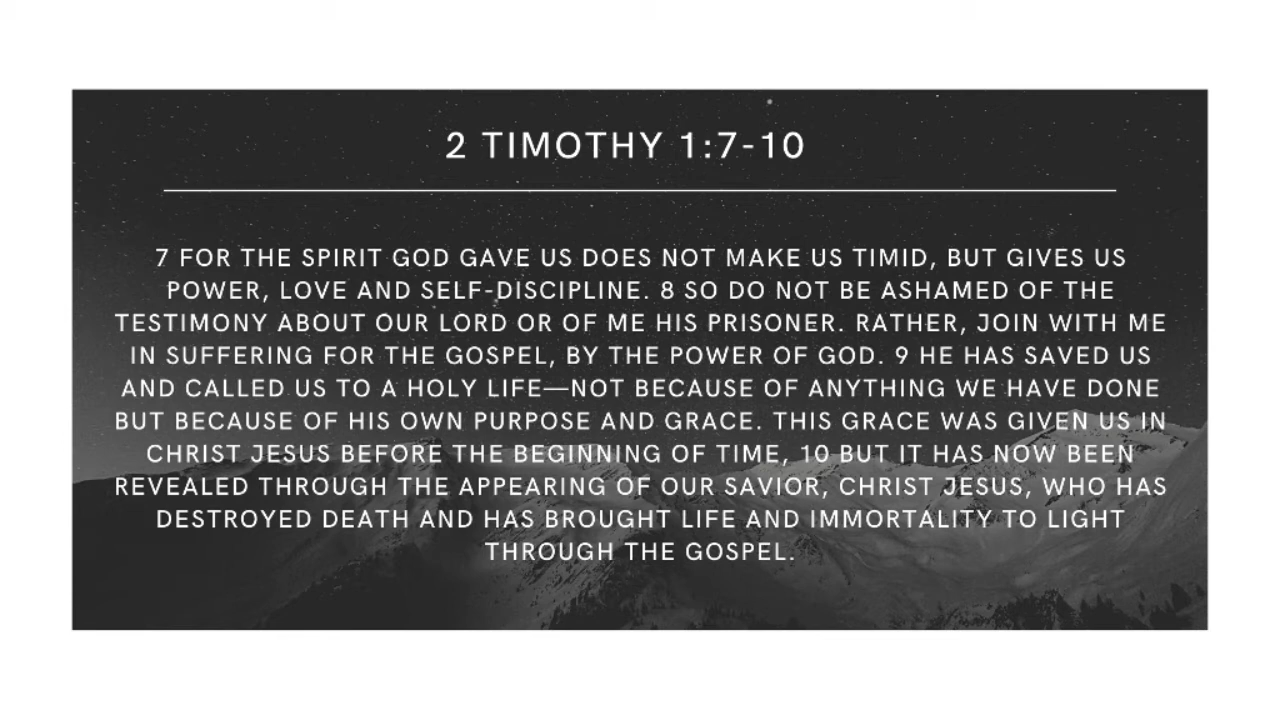 2 TIMOTHY 1:7-10
7 FOR THE SPIRIT GOD GAVE US DOES NOT MAKE US TIMID, BUT GIVES US
POWER, LOVE AND SELF-DISCIPLINE. 8 SO DO NOT BE ASHAMED OF THE
TESTIMONY ABOUT OUR LORD OR OF ME HIS PRISONER. RATHER, JOIN WITH ME
IN SUFFERING FOR THE GOSPEL, BY THE POWER OF GOD. 9 HE HAS SAVED US
AND CALLED US TO A HOLY LIFE—NOT BECAUSE OF ANYTHING WE HAVE DONE
BUT BECAUSE OF HIS OWN PURPOSE AND GRACE. THIS GRACE WAS GIVEN US IN
CHRIST JESUS BEFORE THE BEGINNING OF TIME, 10 BUT IT HAS NOW BEEN
REVEALED THROUGH THE APPEARING OF OUR SAVIOR, CHRIST JESUS, WHO HAS
DESTROYED DEATH AND HAS BROUGHT LIFE AND IMMORTALITY TO LIGHT
THROUGH THE GOSPEL.